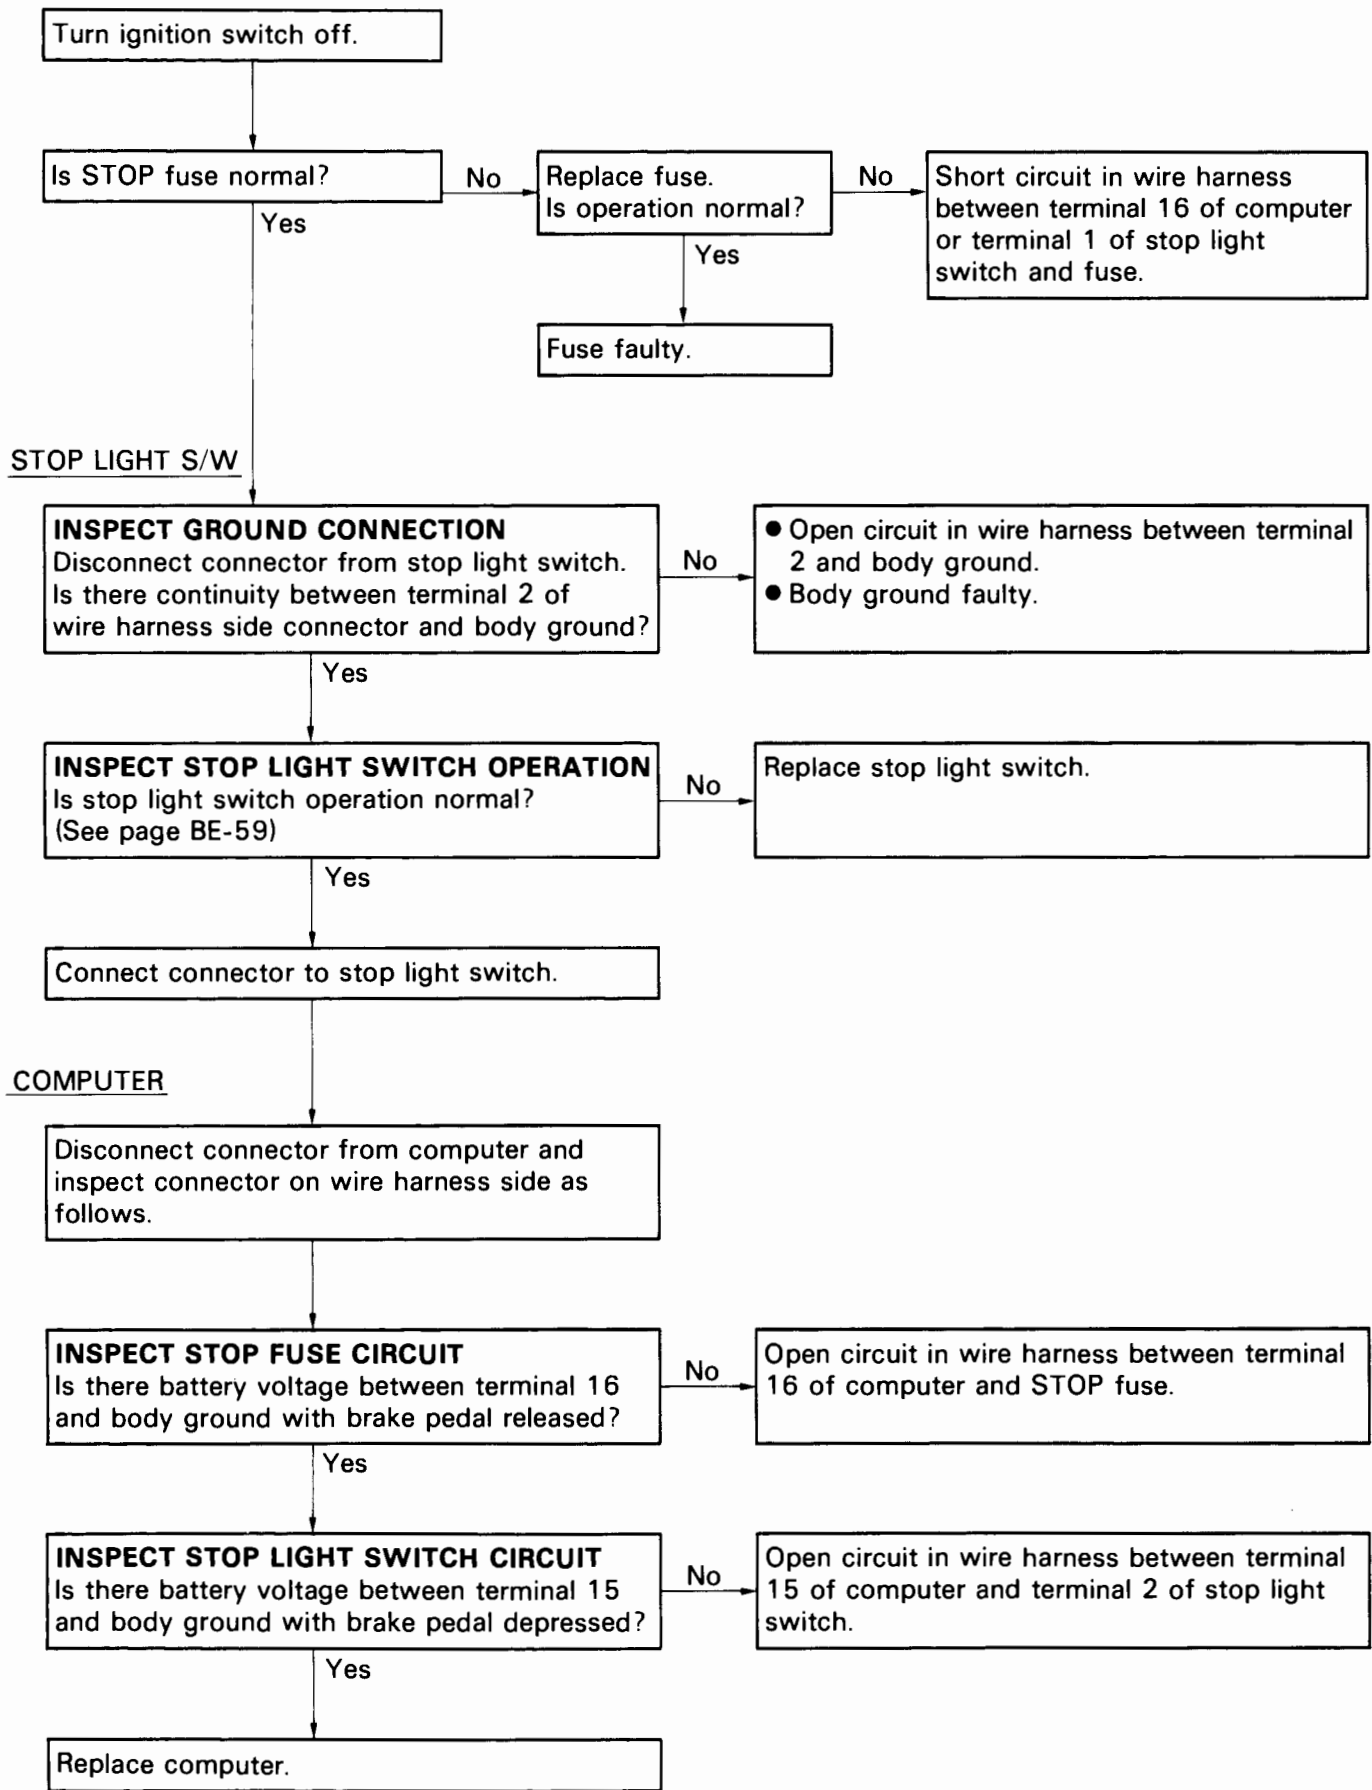 Turn ignition switch off.
Is STOP fuse normal?
No
Replace fuse.
Is operation normal?
No
Short circuit in wire harness
between terminal 16 of computer
or terminal 1 of stop light
switch and fuse.
Yes
Yes
Fuse faulty.
STOP LIGHT S/W
INSPECT GROUND CONNECTION
Disconnect connector from stop light switch.
Is there continuity between terminal 2 of
wire harness side connector and body ground?
No
● Open circuit in wire harness between terminal
2 and body ground.
● Body ground faulty.
Yes
INSPECT STOP LIGHT SWITCH OPERATION
Is stop light switch operation normal?
(See page BE-59)
No
Replace stop light switch.
Yes
Connect connector to stop light switch.
COMPUTER
Disconnect connector from computer and
inspect connector on wire harness side as
follows.
INSPECT STOP FUSE CIRCUIT
Is there battery voltage between terminal 16
and body ground with brake pedal released?
No
Open circuit in wire harness between terminal
16 of computer and STOP fuse.
Yes
INSPECT STOP LIGHT SWITCH CIRCUIT
Is there battery voltage between terminal 15
and body ground with brake pedal depressed?
No
Open circuit in wire harness between terminal
15 of computer and terminal 2 of stop light
switch.
Yes
Replace computer.